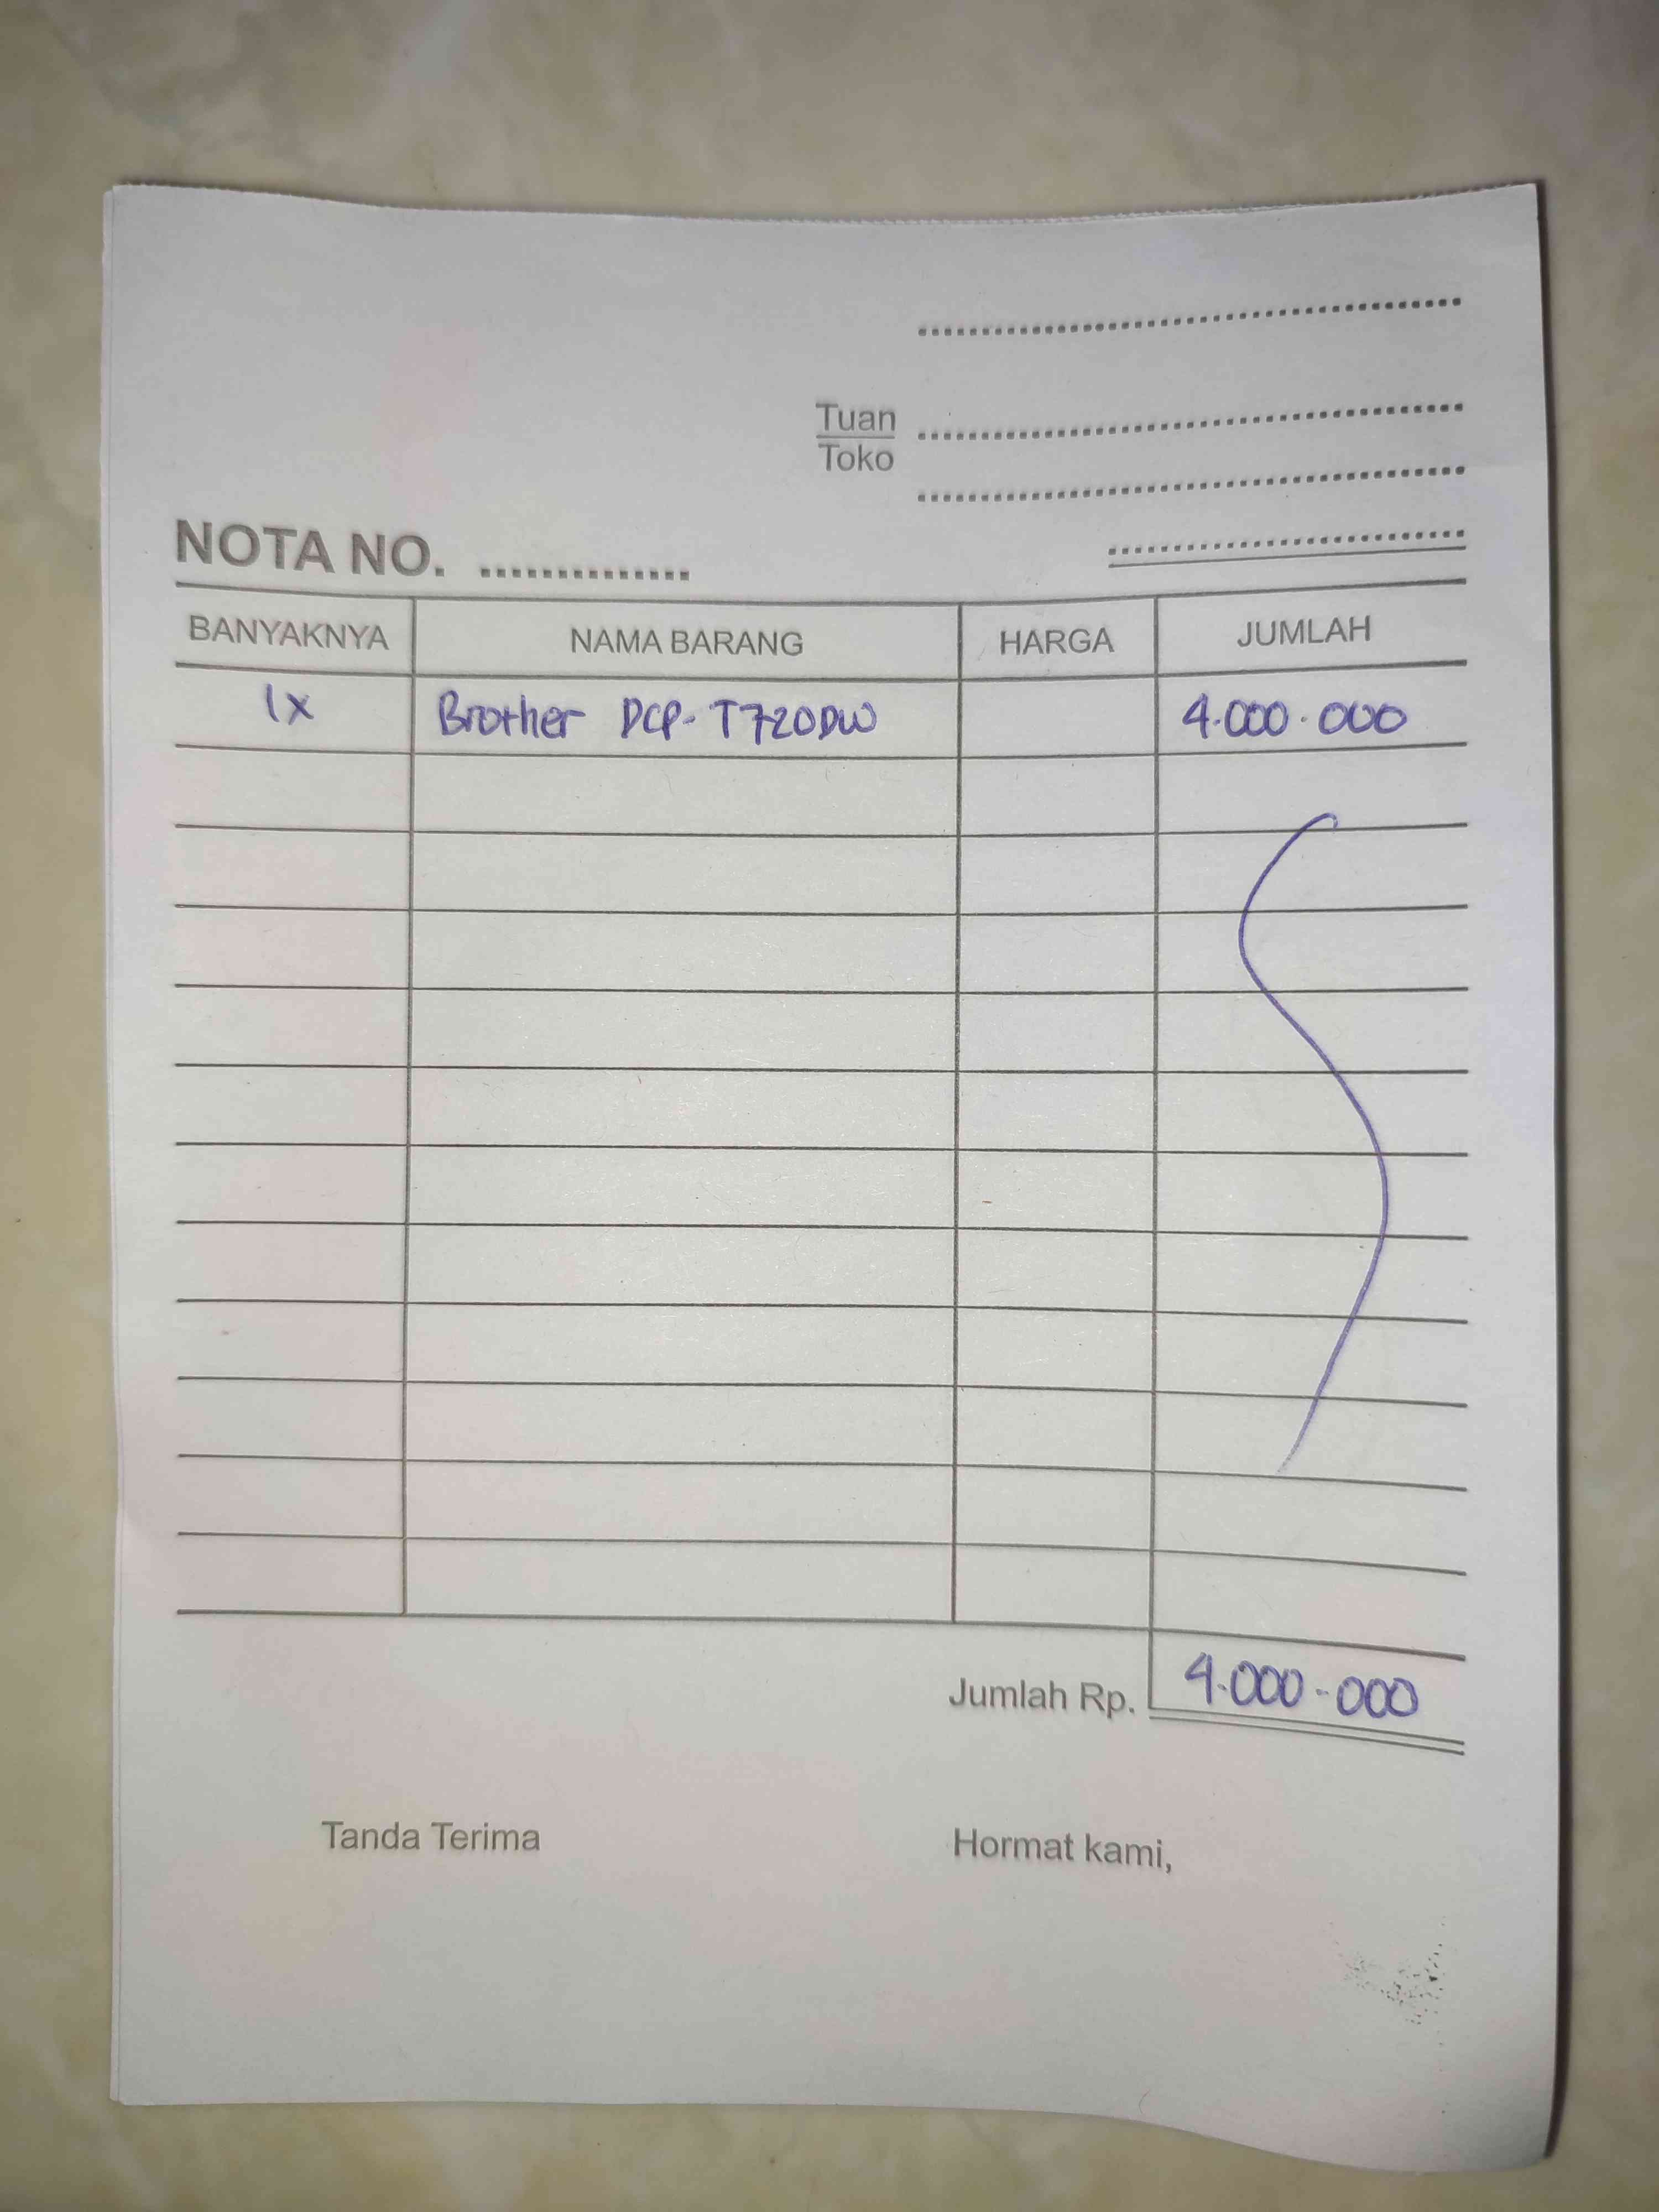 Tuan
Toko
NOTA NO. ..............
BANYAKNYA NAMA BARANG HARGA JUMLAH
1x Brother DCP-T720DW 4.000.000
Jumlah Rp. 4.000.000
Tanda Terima Hormat kami,